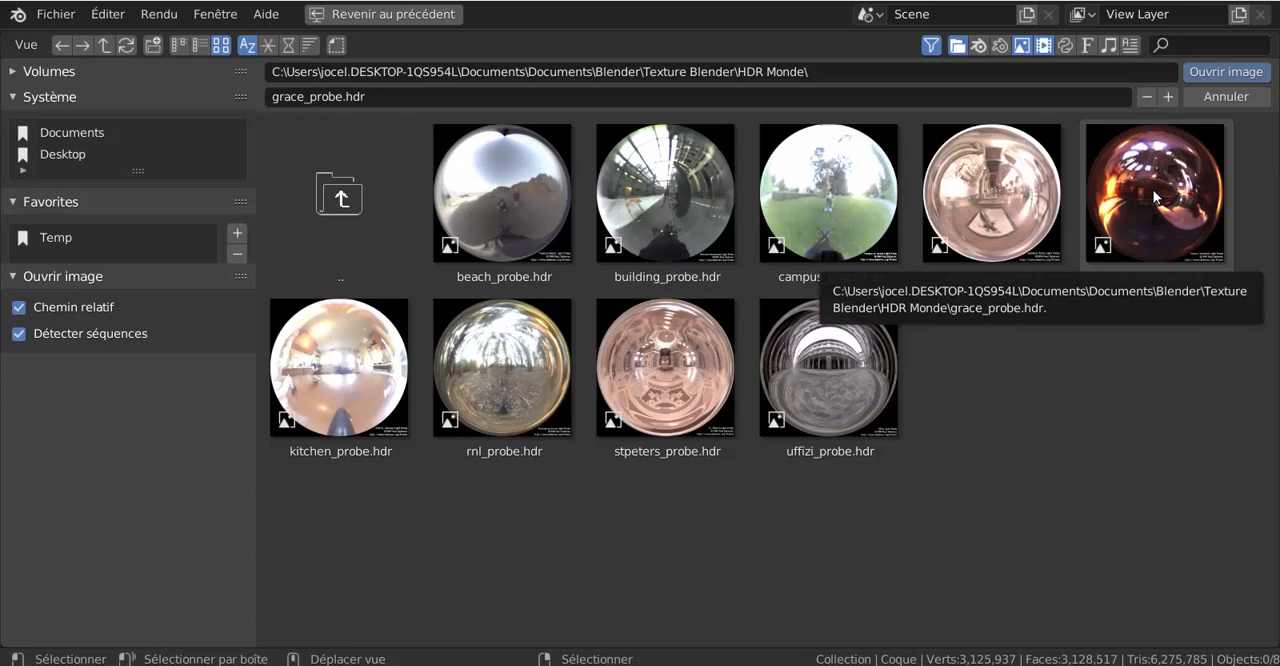 Fichier Éditer Rendu Fenêtre Aide Revenir au précédent Scene View Layer
Vue
Volumes
C:\Users\jocel.DESKTOP-1QS954L\Documents\Documents\Blender\Texture Blender\HDR Monde\
Ouvrir image
Système
grace_probe.hdr
Annuler
Documents
Desktop
Favorites
Temp
Ouvrir image
Chemin relatif
Détecter séquences
..
beach_probe.hdr
building_probe.hdr
campus
C:\Users\jocel.DESKTOP-1QS954L\Documents\Documents\Blender\Texture
Blender\HDR Monde\grace_probe.hdr.
kitchen_probe.hdr
rnl_probe.hdr
stpeters_probe.hdr
uffizi_probe.hdr
Sélectionner Sélectionner par boîte Déplacer vue Sélectionner Collection | Coque | Verts:3,125,937 | Faces:3,128,517 | Tris:6,275,785 | Objects:0/8